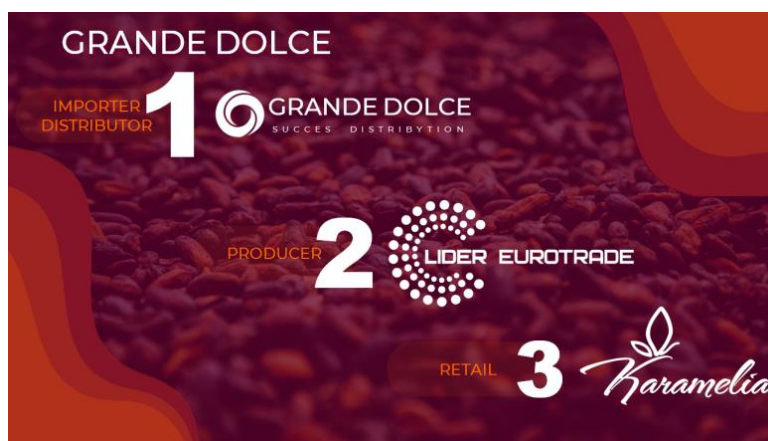 GRANDE DOLCE
IMPORTER
DISTRIBUTOR
1
GRANDE DOLCE
SUCCES DISTRIBYTION
PRODUCER
2
LIDER EUROTRADE
RETAIL
3
Karamelia